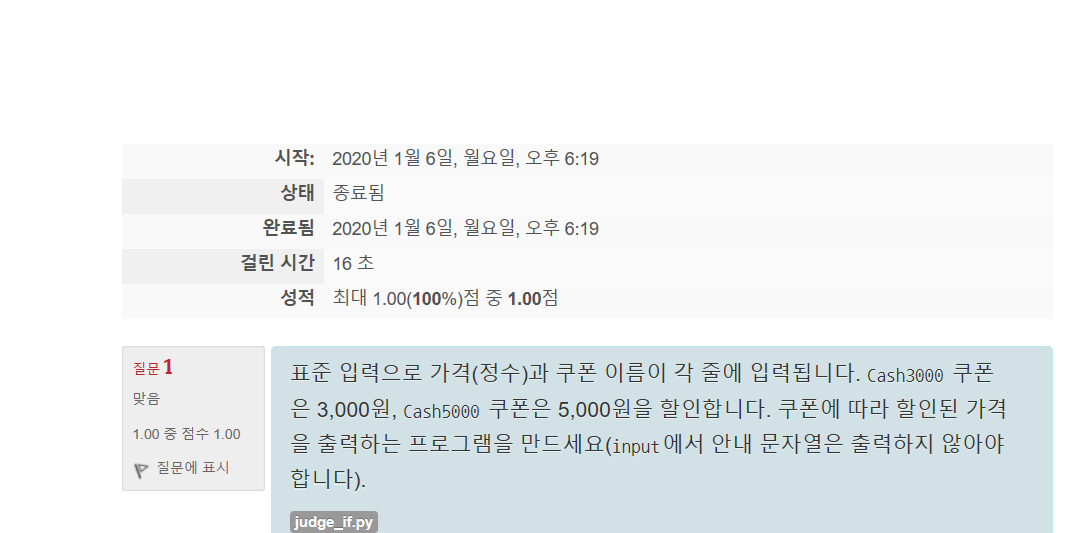 시작: 2020년 1월 6일, 월요일, 오후 6:19
상태 종료됨
완료됨 2020년 1월 6일, 월요일, 오후 6:19
걸린 시간 16 초
성적 최대 1.00(100%)점 중 1.00점
질문 1
맞음
1.00 중 점수 1.00
질문에 표시
표준 입력으로 가격(정수)과 쿠폰 이름이 각 줄에 입력됩니다. Cash3000 쿠폰
은 3,000원, Cash5000 쿠폰은 5,000원을 할인합니다. 쿠폰에 따라 할인된 가격
을 출력하는 프로그램을 만드세요(input에서 안내 문자열은 출력하지 않아야
합니다).
judge_if.py